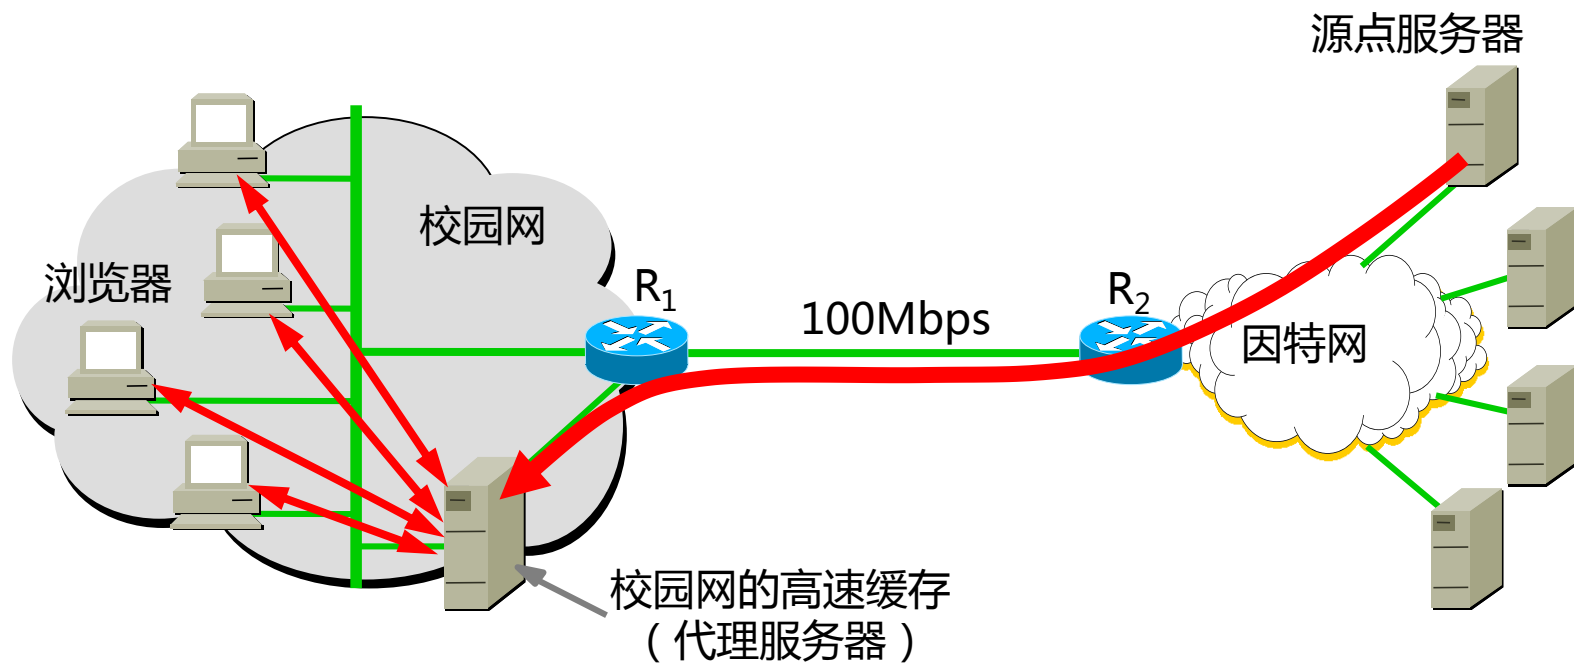 源点服务器
校园网
浏览器
R1
100Mbps
R2
因特网
校园网的高速缓存
（代理服务器）